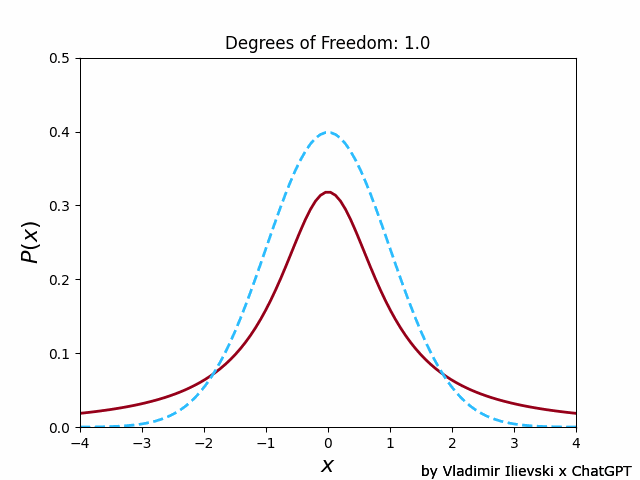 Degrees of Freedom: 1.0
0.5
0.4
0.3
0.2
0.1
0.0
P(x)
−4 −3 −2 −1 0 1 2 3 4
x
by Vladimir Ilievski x ChatGPT